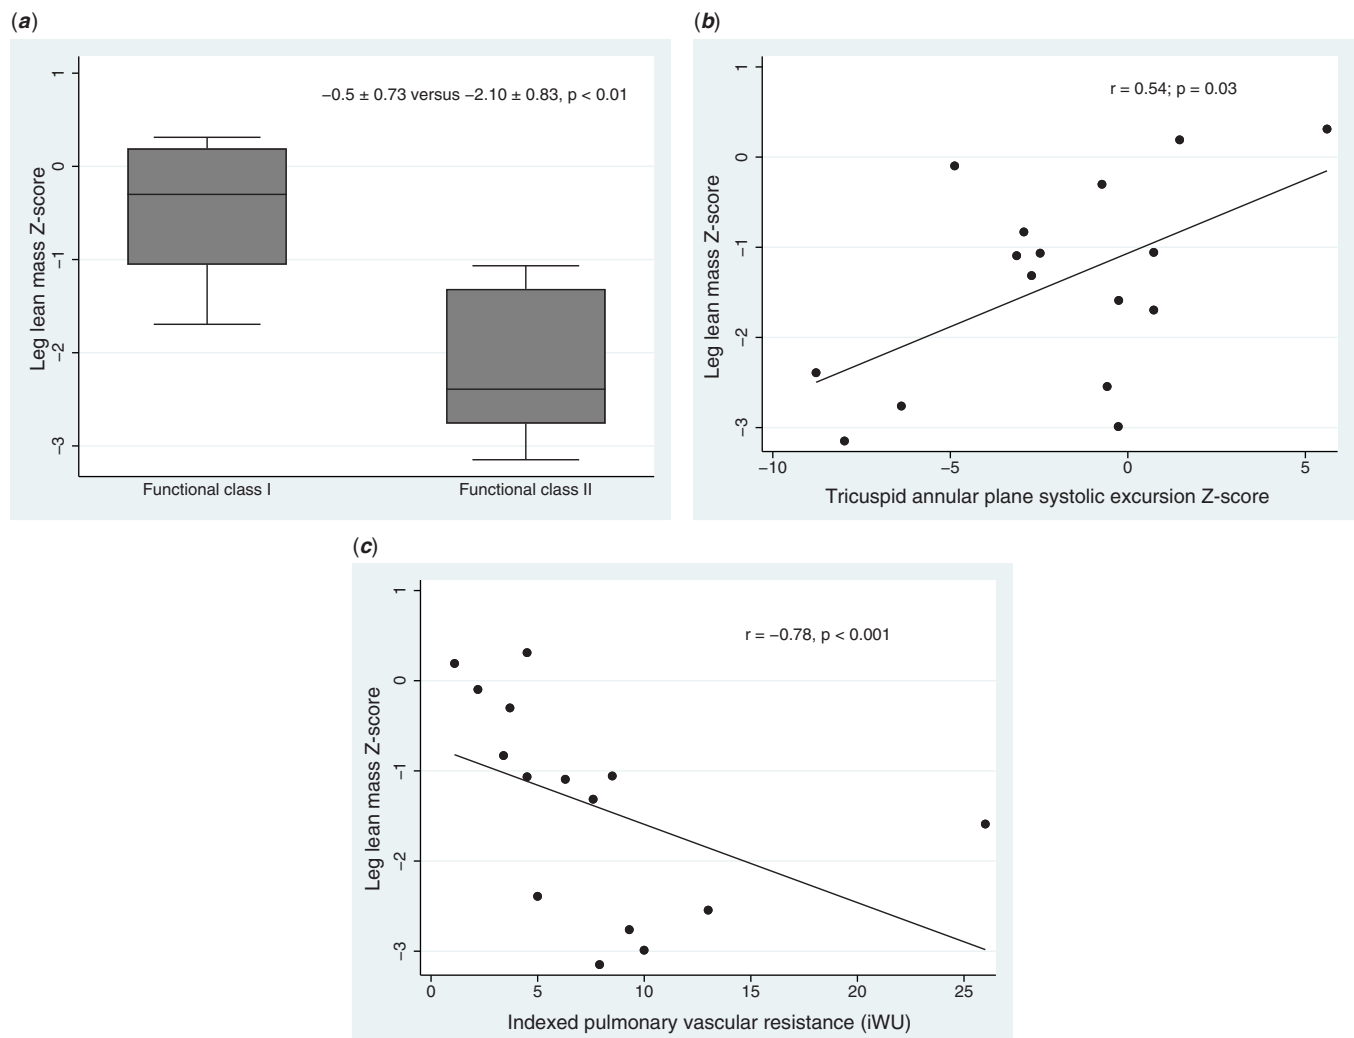 (a)
1
0
−1
−2
−3
Leg lean mass Z-score
−0.5 ± 0.73 versus −2.10 ± 0.83, p < 0.01
Functional class I
Functional class II
(b)
1
0
−1
−2
−3
Leg lean mass Z-score
r = 0.54; p = 0.03
−10
−5
0
5
Tricuspid annular plane systolic excursion Z-score
(c)
1
0
−1
−2
−3
Leg lean mass Z-score
r = −0.78, p < 0.001
0
5
10
15
20
25
Indexed pulmonary vascular resistance (iWU)